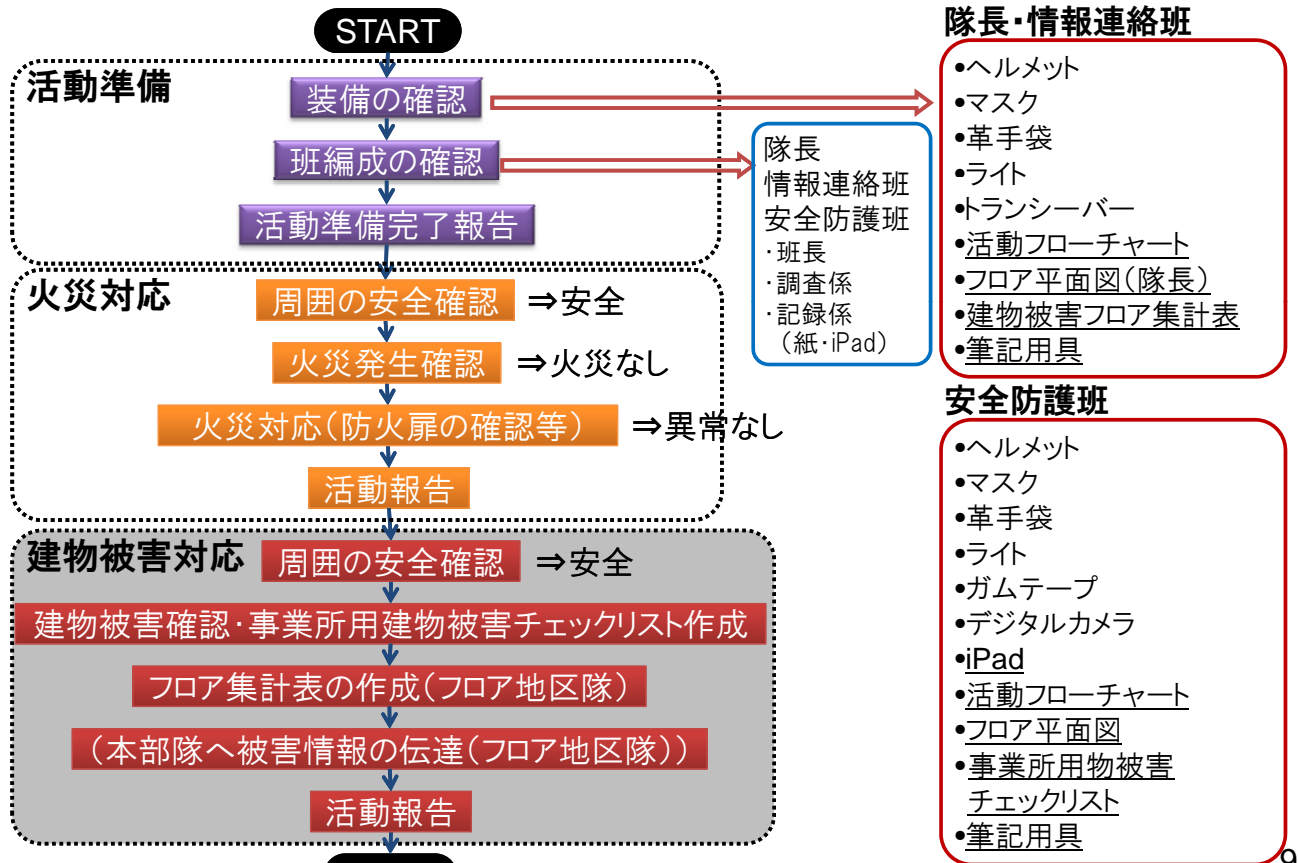 START
活動準備
装備の確認
班編成の確認
活動準備完了報告
隊長
情報連絡班
安全防護班
・班長
・調査係
・記録係
（紙・iPad）
火災対応
周囲の安全確認 ⇒安全
火災発生確認 ⇒火災なし
火災対応（防火扉の確認等） ⇒異常なし
活動報告
建物被害対応
周囲の安全確認 ⇒安全
建物被害確認・事業所用建物被害チェックリスト作成
フロア集計表の作成（フロア地区隊）
（本部隊へ被害情報の伝達（フロア地区隊））
活動報告
隊長・情報連絡班
•ヘルメット
•マスク
•革手袋
•ライト
•トランシーバー
•活動フローチャート
•フロア平面図（隊長）
•建物被害フロア集計表
•筆記用具
安全防護班
•ヘルメット
•マスク
•革手袋
•ライト
•ガムテープ
•デジタルカメラ
•iPad
•活動フローチャート
•フロア平面図
•事業所用物被害
チェックリスト
•筆記用具